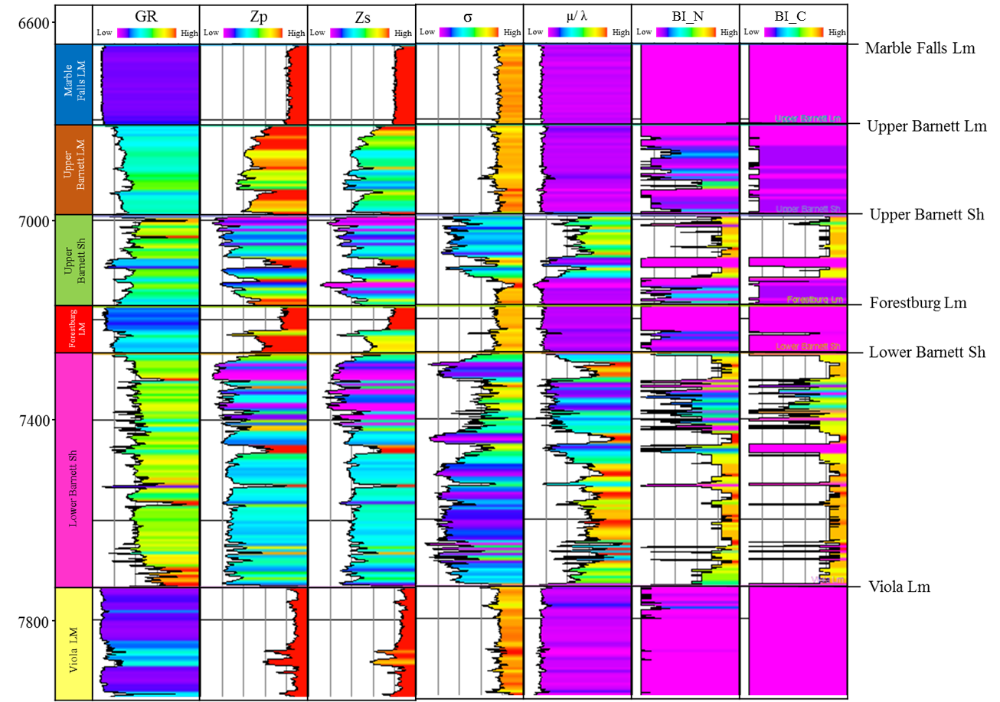 GR
Zp
Zs
σ
μ/ λ
BI_N
BI_C
Low High
Low High
Low High
Low High
Low High
Low High
Low High
6600
7000
7400
7800
Marble Falls LM
Upper Barnett LM
Upper Barnett Sh
Forestburg LM
Lower Barnett Sh
Viola LM
Upper Barnett Lm
Upper Barnett Sh
Forestburg Lm
Lower Barnett Sh
Viola Lm
Marble Falls Lm
Upper Barnett Lm
Upper Barnett Sh
Forestburg Lm
Lower Barnett Sh
Viola Lm